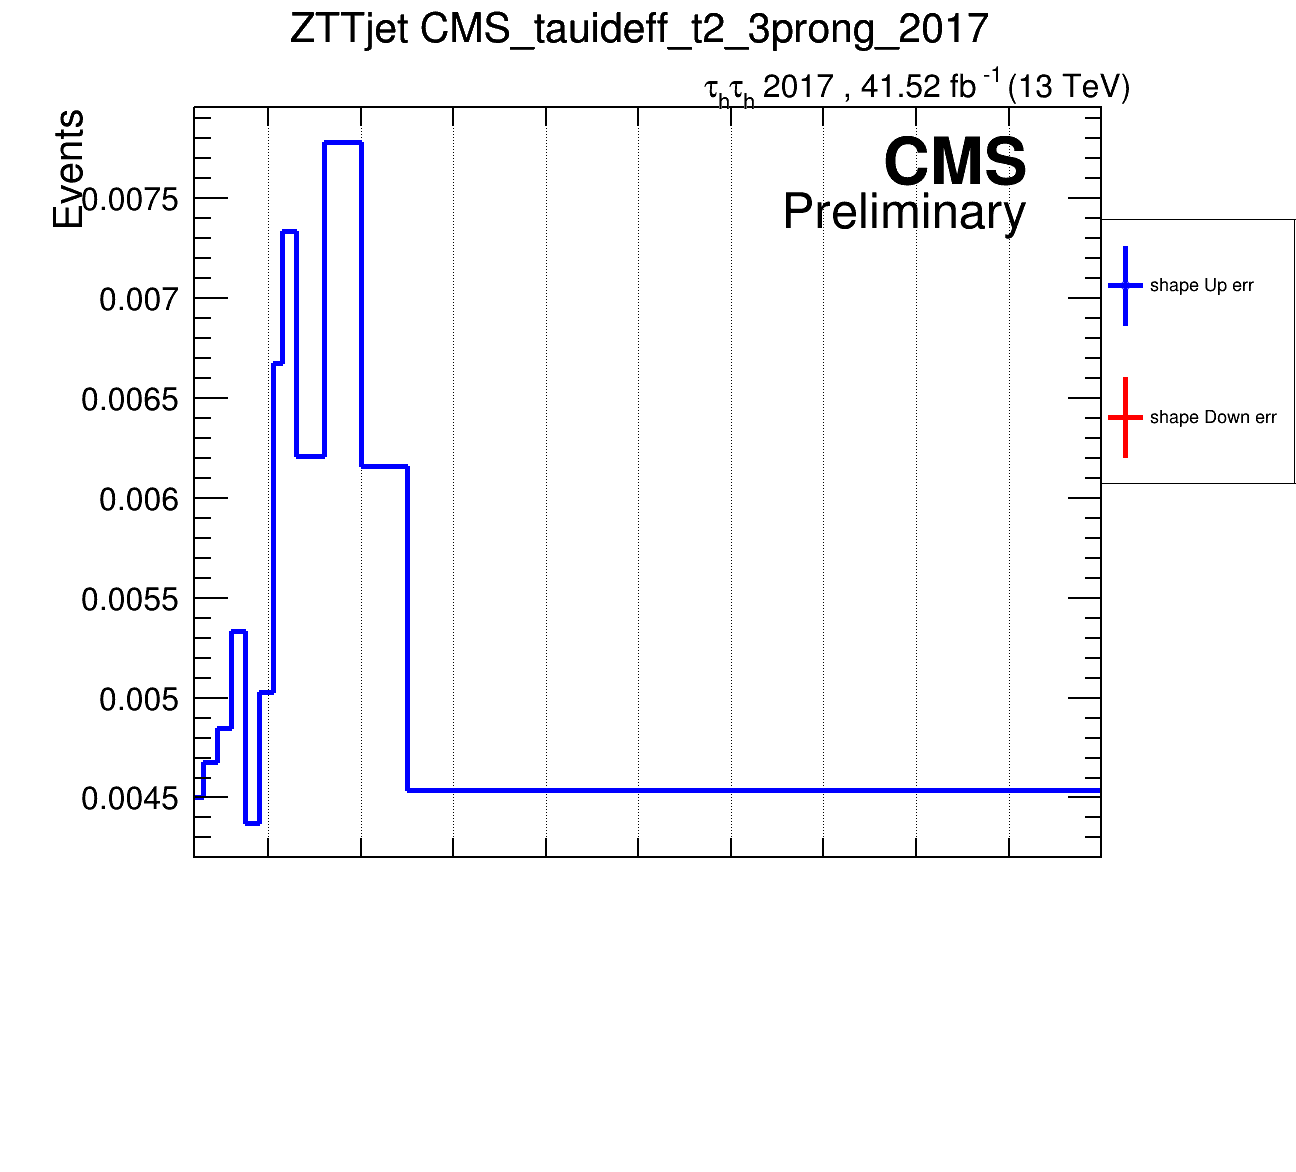 ZTTjet CMS_tauideff_t2_3prong_2017
τhτh 2017 , 41.52 fb -1 (13 TeV)
Events
CMS
Preliminary
0.0075
0.007
0.0065
0.006
0.0055
0.005
0.0045
shape Up err
shape Down err